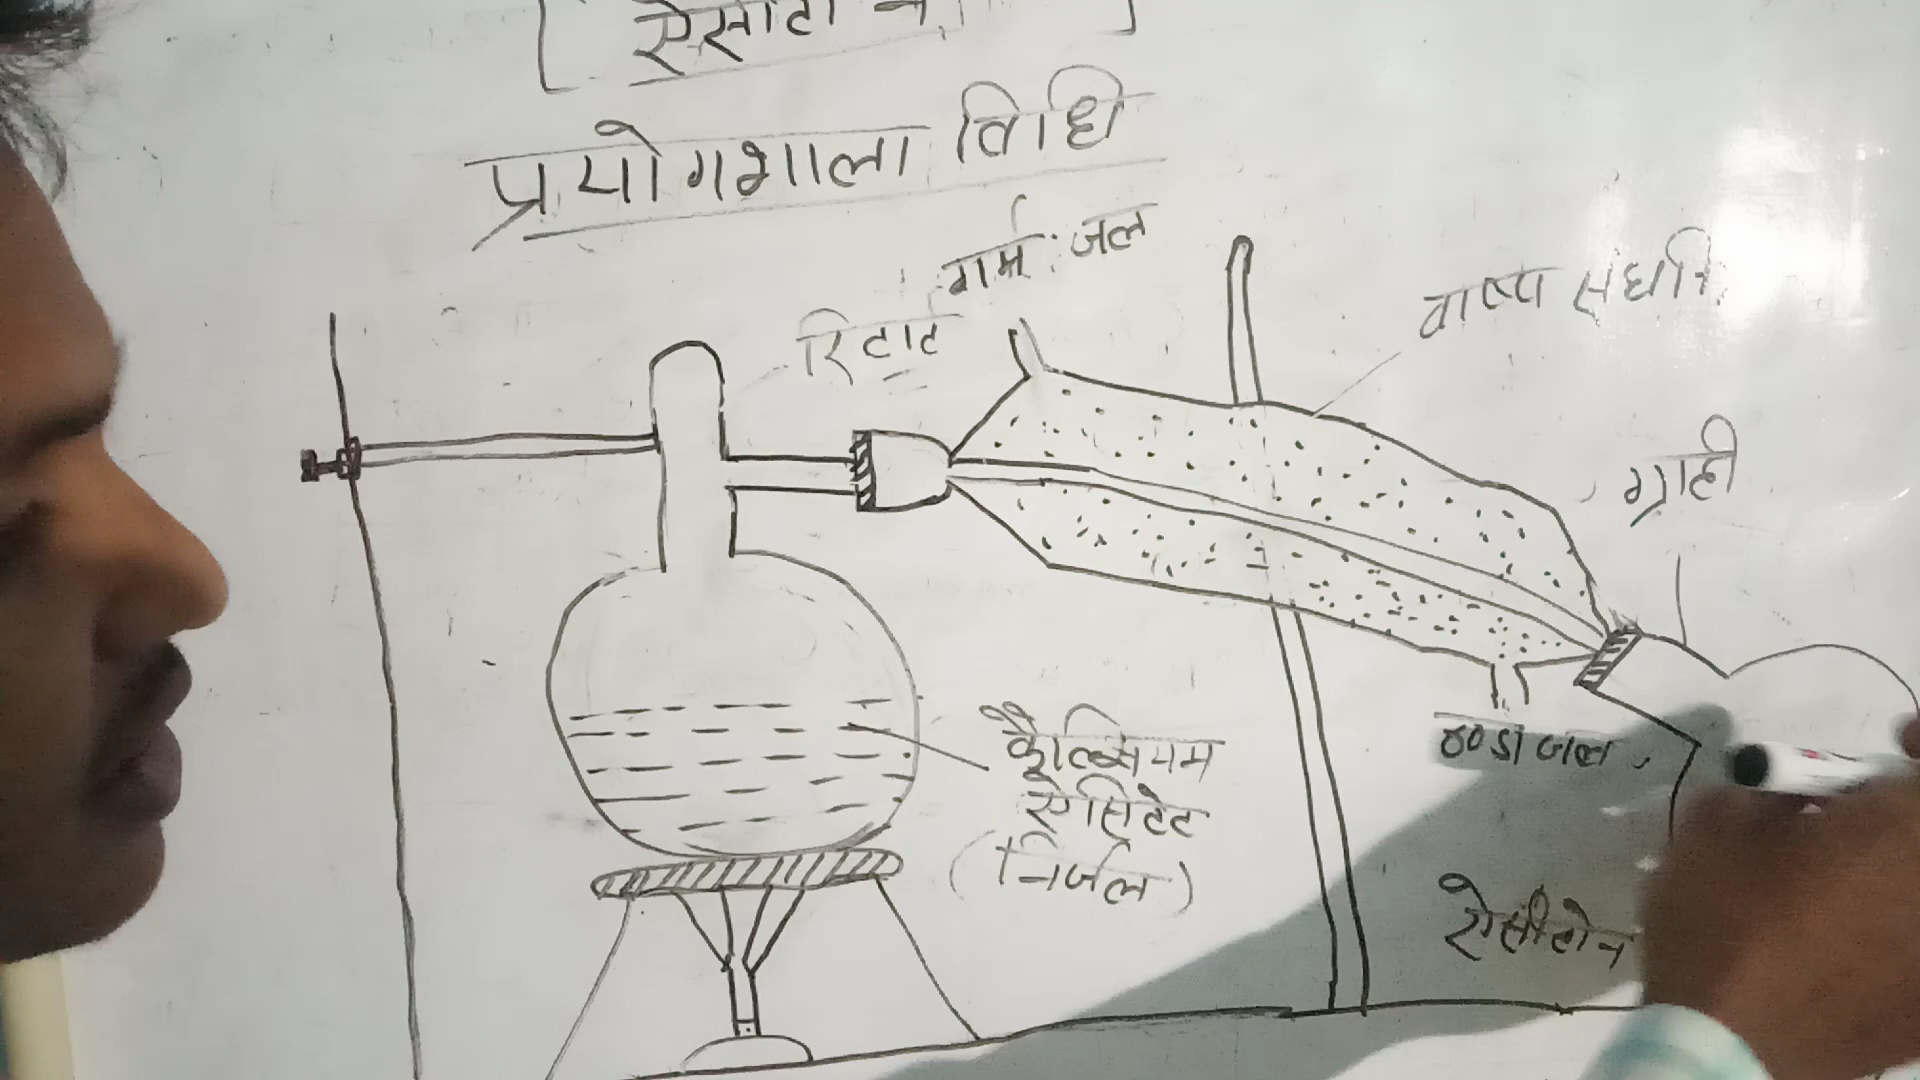 प्रयोगशाला विधि
गर्म जल
रिटार्ट
वाष्प संघनि
ग्राही
कैल्सियम
ऐसिटेट
(निर्जल)
ठण्डा जल
ऐसीटोन